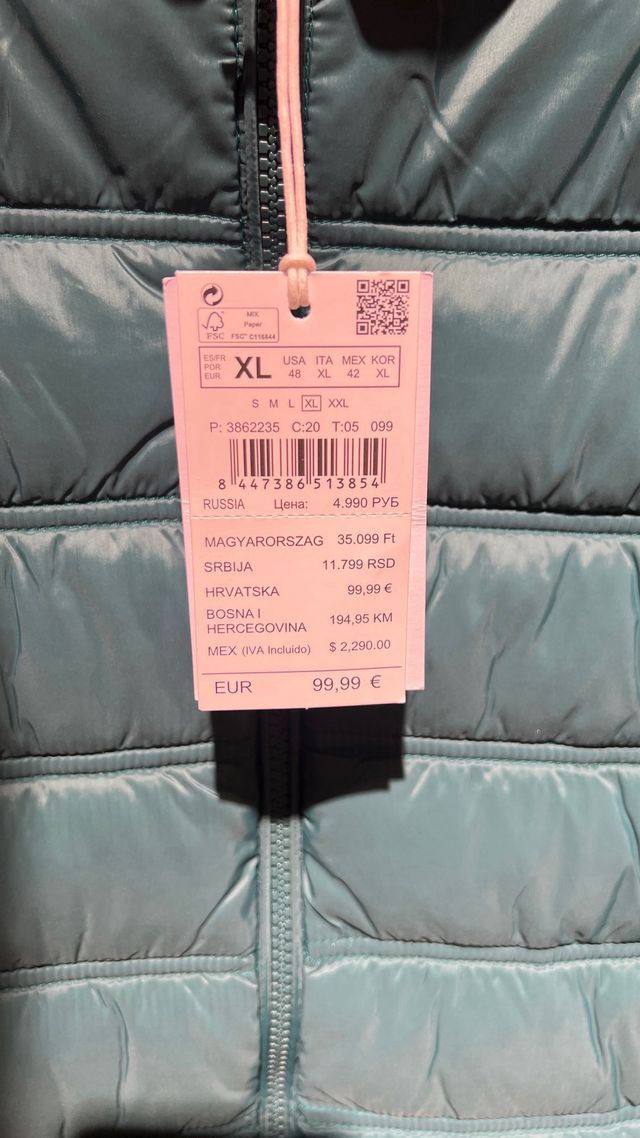 MIX
Paper
FSC
FSC™ C116844
ES/FR
POR
EUR
XL
USA ITA MEX KOR
48 XL 42 XL
S M L XL XXL
P: 3862235 C:20 T:05 099
8 447386 513854
RUSSIA Цена: 4.990 РУБ
MAGYARORSZAG 35.099 Ft
SRBIJA 11.799 RSD
HRVATSKA 99,99 €
BOSNA I
HERCEGOVINA 194,95 KM
MEX (IVA Incluido) $ 2,290.00
EUR 99,99 €